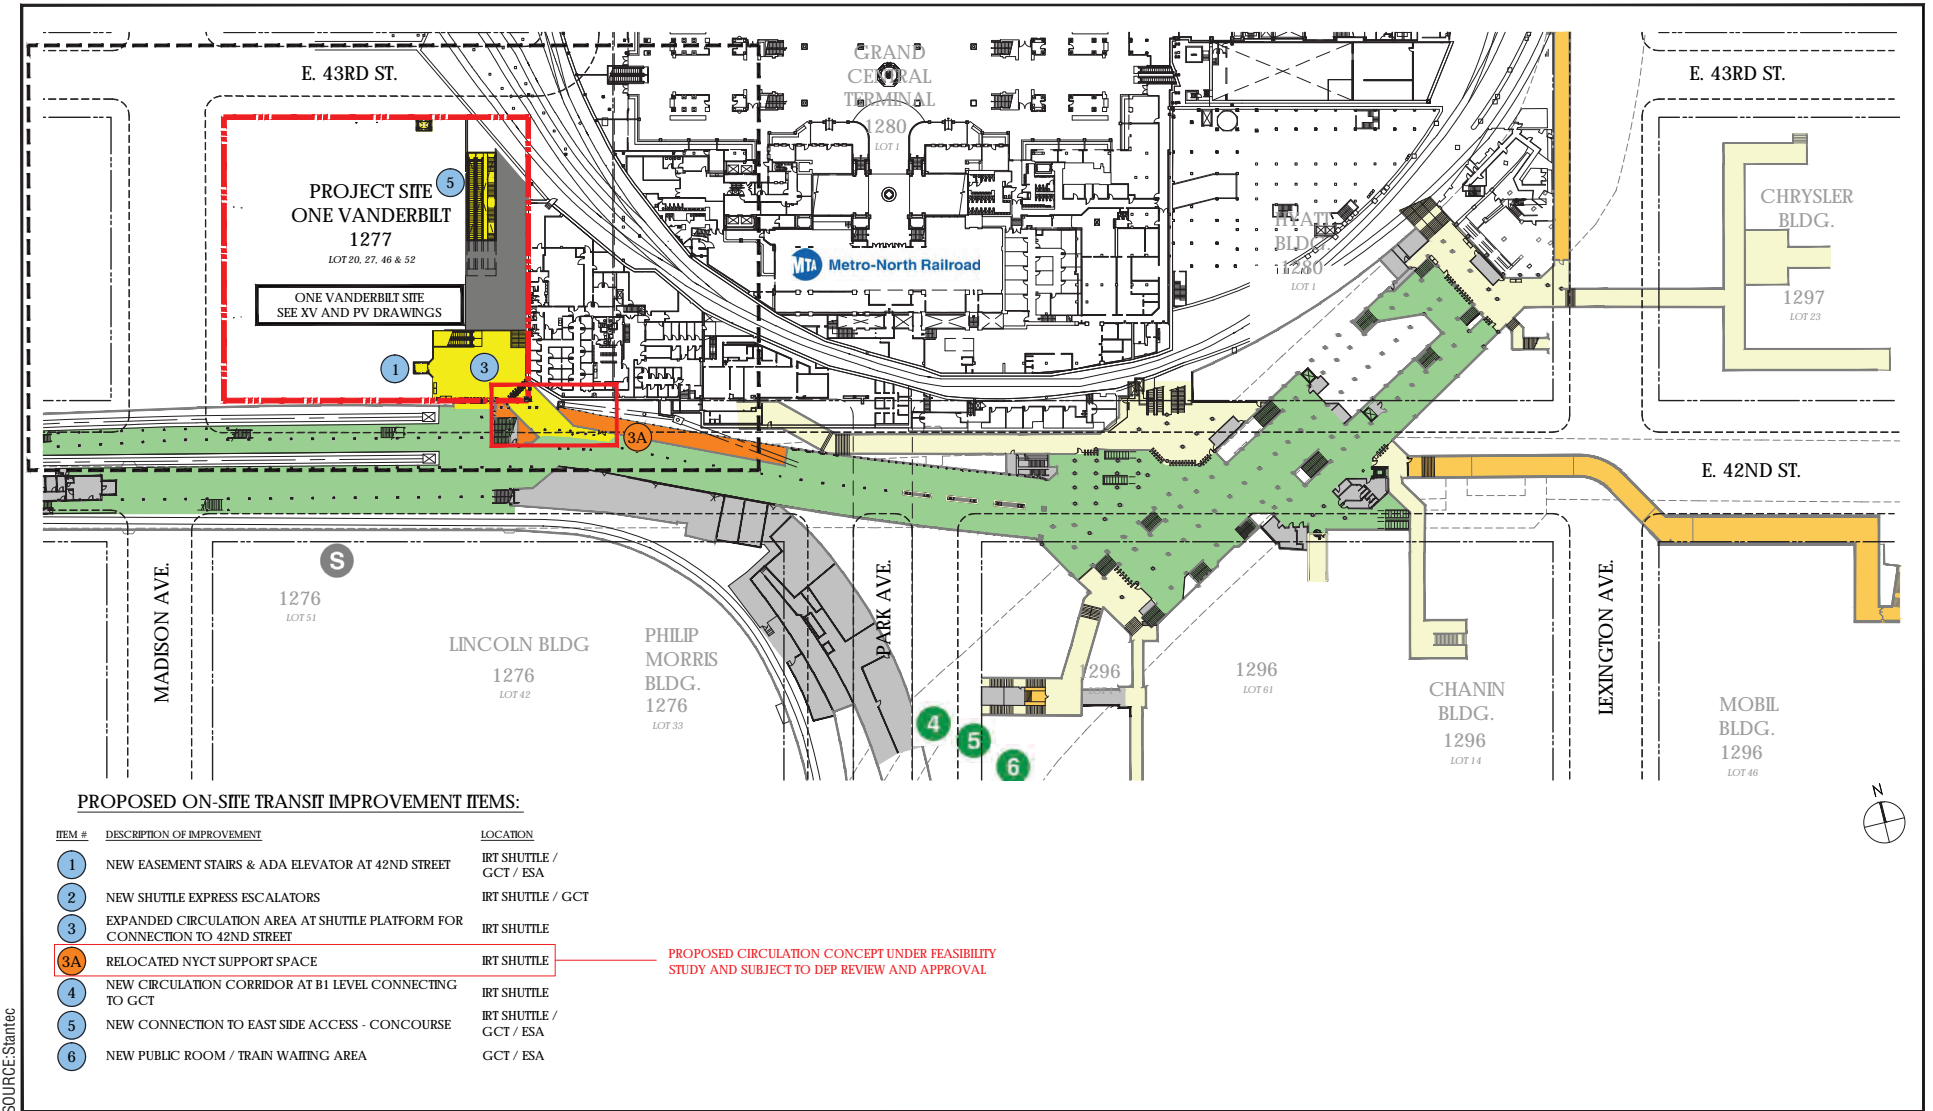 E. 43RD ST.
GRAND
CENTRAL
TERMINAL
1280
LOT 1
E. 43RD ST.
5
PROJECT SITE
ONE VANDERBILT
1277
LOT 20, 27, 46 & 52
ONE VANDERBILT SITE
SEE XV AND PV DRAWINGS
1
3
3A
MTA Metro-North Railroad
HYATT
BLDG.
1280
LOT 1
CHRYSLER
BLDG.
1297
LOT 23
E. 42ND ST.
S
MADISON AVE.
1276
LOT 51
LINCOLN BLDG
1276
LOT 42
PHILIP
MORRIS
BLDG.
1276
LOT 33
PARK AVE.
4
5
6
1296
1296
LOT 61
CHANIN
BLDG.
1296
LOT 14
LEXINGTON AVE.
MOBIL
BLDG.
1296
LOT 46
N
PROPOSED ON-SITE TRANSIT IMPROVEMENT ITEMS:
ITEM # DESCRIPTION OF IMPROVEMENT LOCATION
1 NEW EASEMENT STAIRS & ADA ELEVATOR AT 42ND STREET IRT SHUTTLE /
GCT / ESA
2 NEW SHUTTLE EXPRESS ESCALATORS IRT SHUTTLE / GCT
3 EXPANDED CIRCULATION AREA AT SHUTTLE PLATFORM FOR
CONNECTION TO 42ND STREET IRT SHUTTLE
3A RELOCATED NYCT SUPPORT SPACE IRT SHUTTLE
PROPOSED CIRCULATION CONCEPT UNDER FEASIBILITY
STUDY AND SUBJECT TO DEP REVIEW AND APPROVAL
4 NEW CIRCULATION CORRIDOR AT B1 LEVEL CONNECTING
TO GCT IRT SHUTTLE
5 NEW CONNECTION TO EAST SIDE ACCESS - CONCOURSE IRT SHUTTLE /
GCT / ESA
6 NEW PUBLIC ROOM / TRAIN WAITING AREA GCT / ESA
SOURCE:Stantec